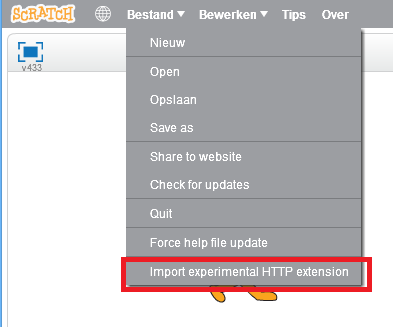 SCRATCH Bestand Bewerken Tips Over
v433
Nieuw
Open
Opslaan
Save as
Share to website
Check for updates
Quit
Force help file update
Import experimental HTTP extension